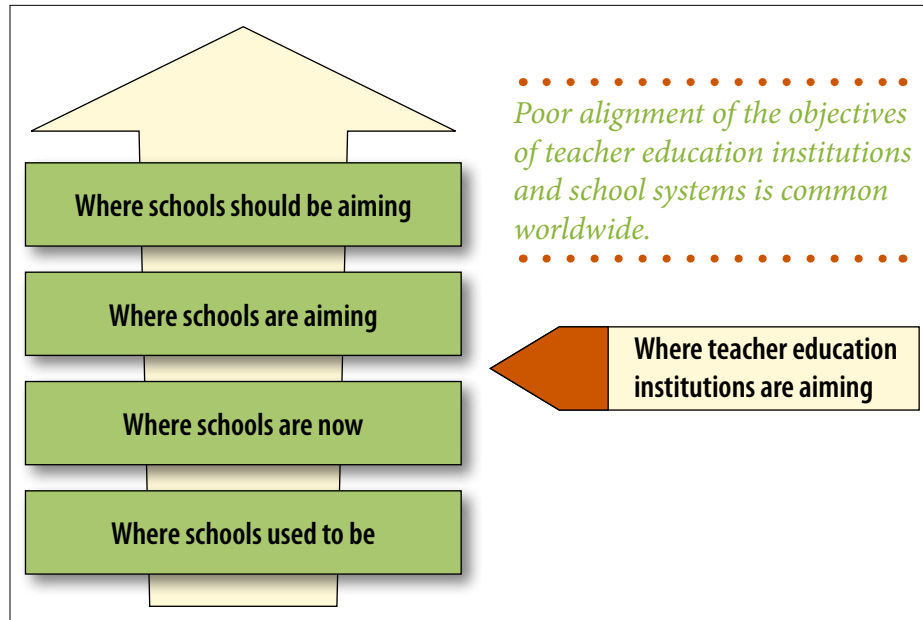 Where schools should be aiming
Where schools are aiming
Where schools are now
Where schools used to be
Poor alignment of the objectives
of teacher education institutions
and school systems is common
worldwide.
Where teacher education
institutions are aiming